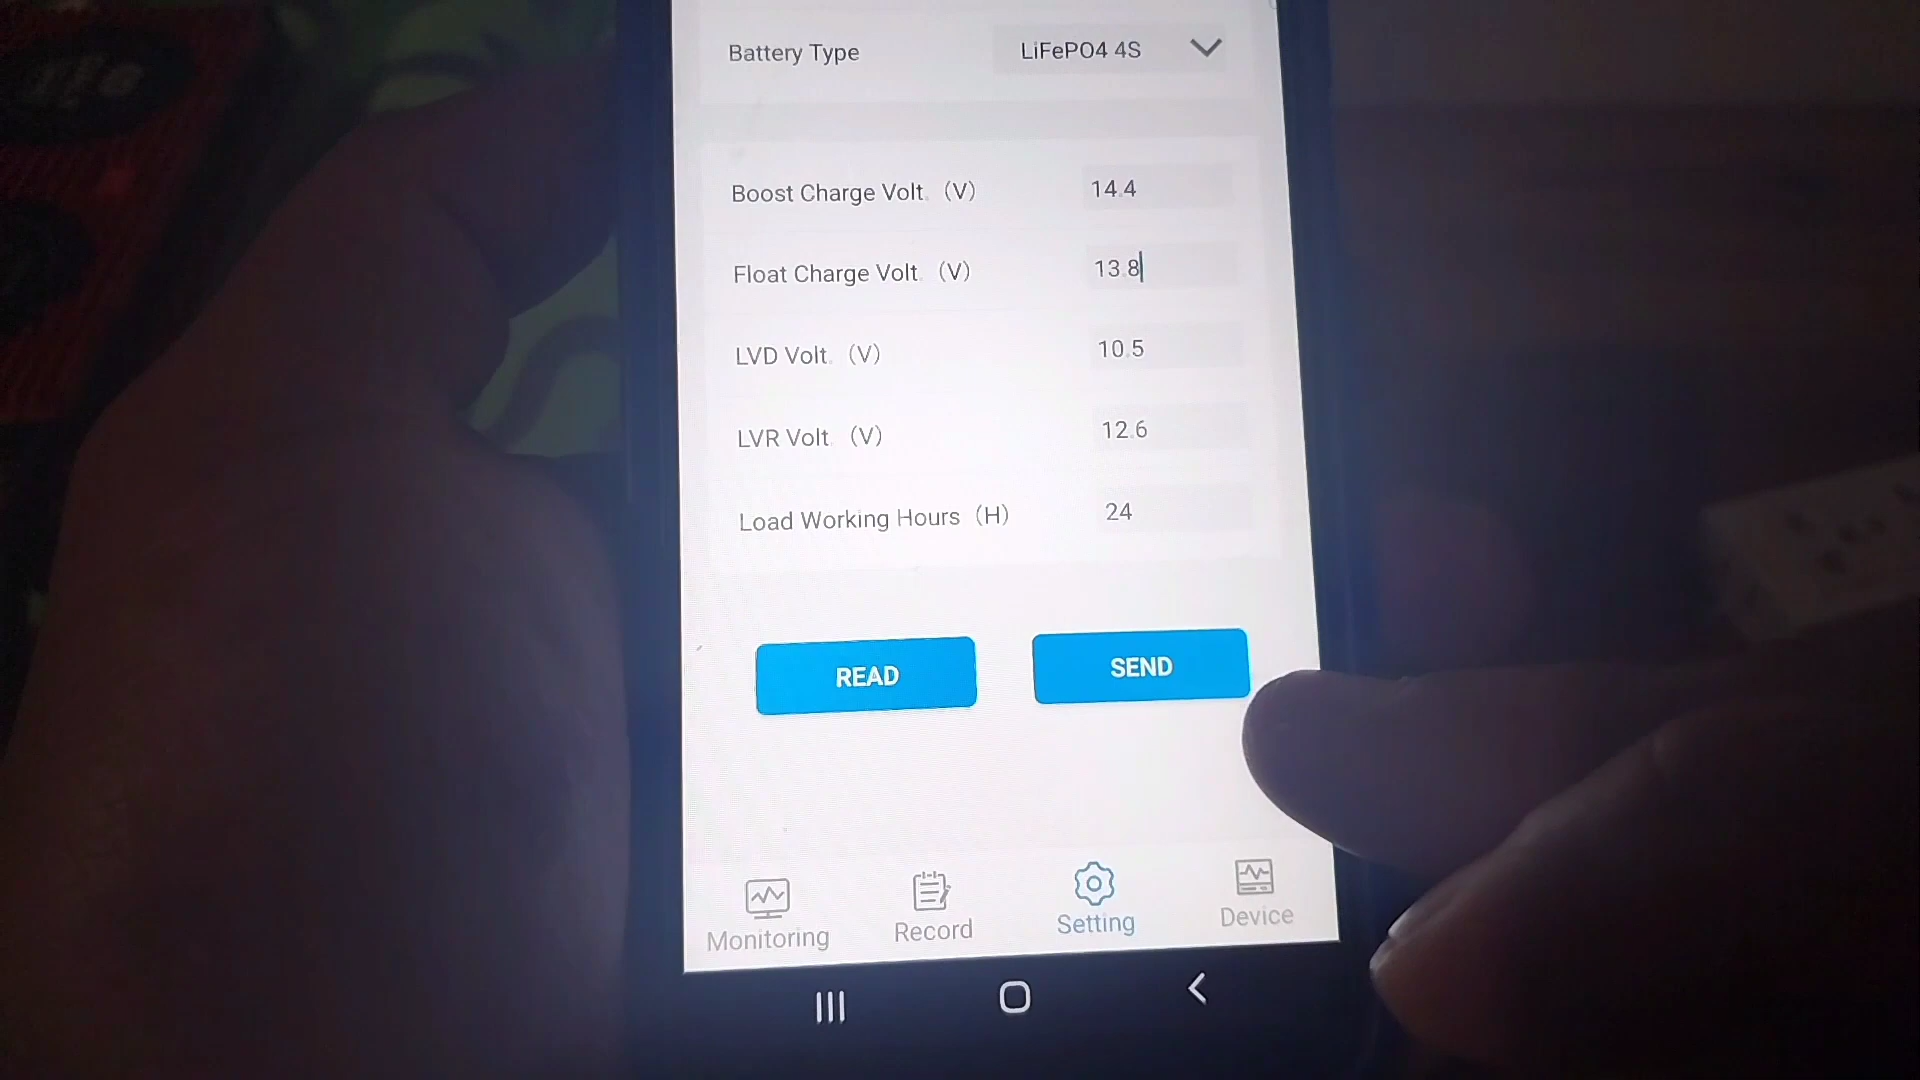 Battery Type LiFePO4 4S
Boost Charge Volt. (V) 14.4
Float Charge Volt. (V) 13.8
LVD Volt. (V) 10.5
LVR Volt. (V) 12.6
Load Working Hours (H) 24
READ SEND
Monitoring Record Setting Device